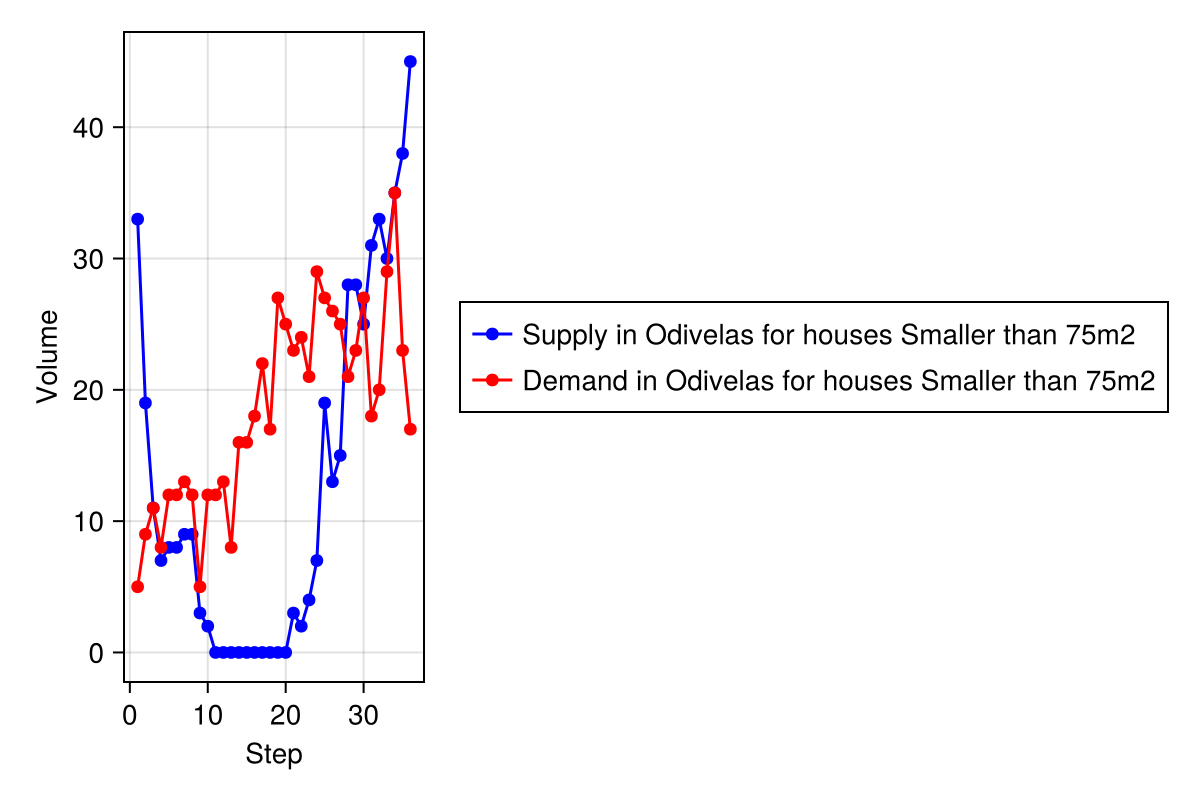 40
30
20
10
0
Volume
0 10 20 30
Step
Supply in Odivelas for houses Smaller than 75m2
Demand in Odivelas for houses Smaller than 75m2